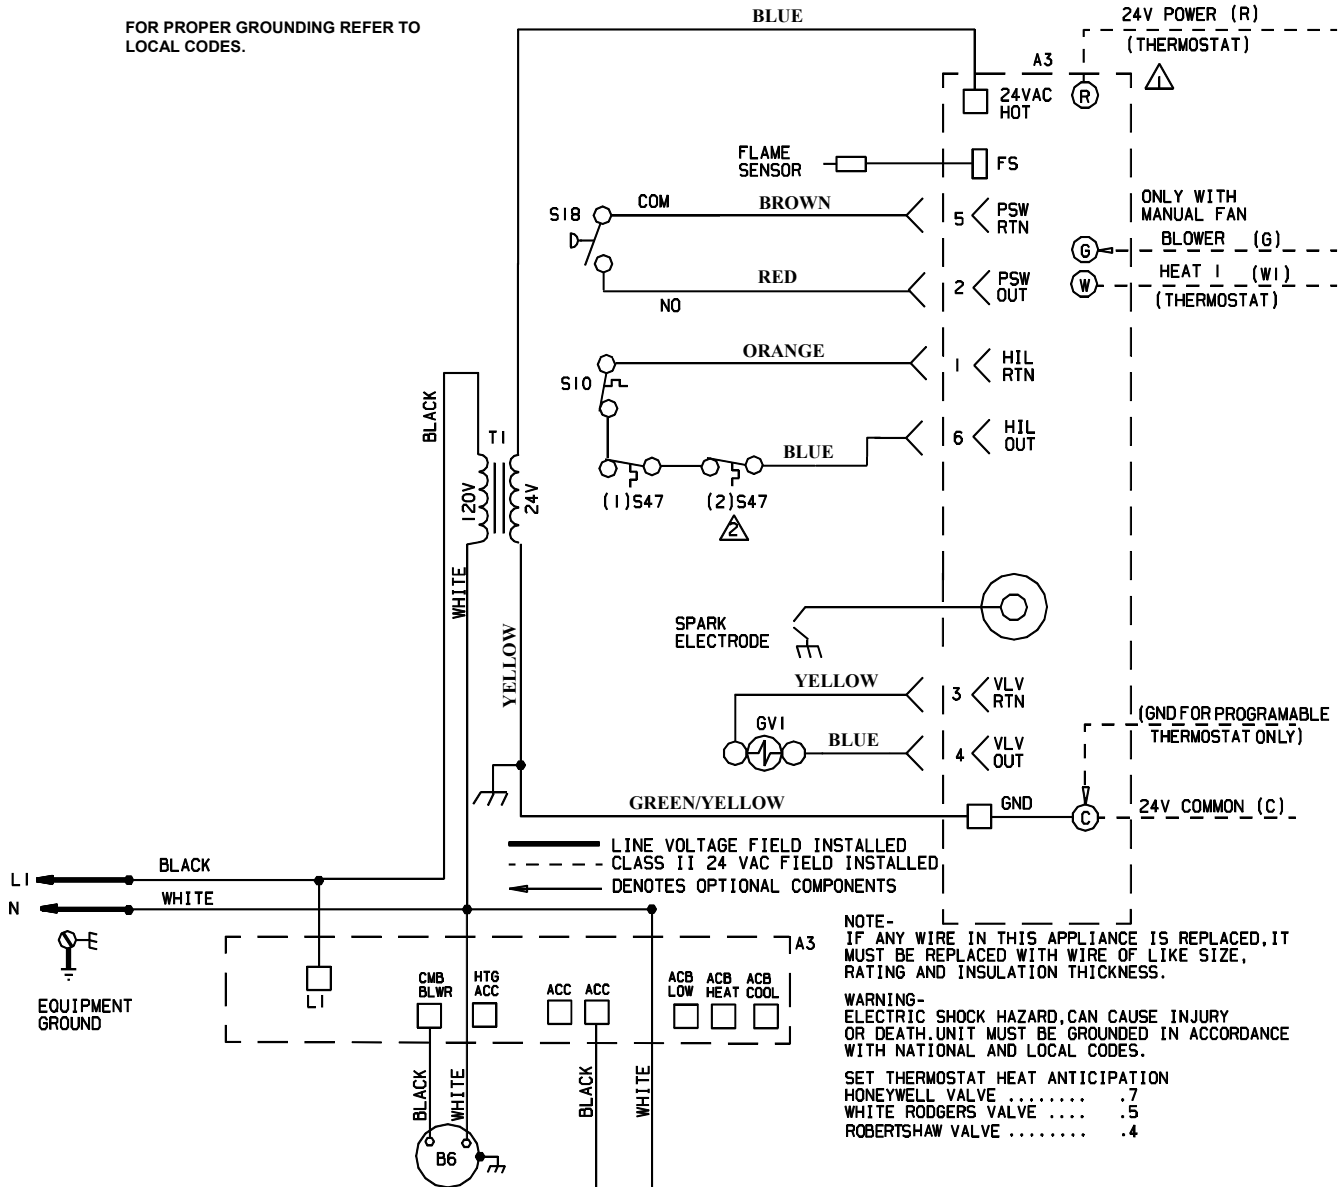 FOR PROPER GROUNDING REFER TO
LOCAL CODES.
BLUE
24V POWER (R)
(THERMOSTAT)
A3
1
24VAC
HOT
R
FLAME
SENSOR
FS
ONLY WITH
MANUAL FAN
S18
COM
BROWN
5
PSW
RTN
BLOWER (G)
G
HEAT 1 (W1)
W
(THERMOSTAT)
RED
NO
2
PSW
OUT
ORANGE
S10
1
HIL
RTN
BLACK
T1
BLUE
6
HIL
OUT
120V
24V
(1)S47
(2)S47
2
WHITE
YELLOW
SPARK
ELECTRODE
YELLOW
3
VLV
RTN
GV1
BLUE
4
VLV
OUT
(GND FOR PROGRAMABLE
THERMOSTAT ONLY)
GREEN/YELLOW
GND
C
24V COMMON (C)
LINE VOLTAGE FIELD INSTALLED
CLASS II 24 VAC FIELD INSTALLED
DENOTES OPTIONAL COMPONENTS
L1
BLACK
N
WHITE
EQUIPMENT
GROUND
A3
L1
CMB
BLWR
HTG
ACC
ACC
ACC
ACB
LOW
ACB
HEAT
ACB
COOL
BLACK
WHITE
BLACK
WHITE
B6
NOTE-
IF ANY WIRE IN THIS APPLIANCE IS REPLACED,IT
MUST BE REPLACED WITH WIRE OF LIKE SIZE,
RATING AND INSULATION THICKNESS.
WARNING-
ELECTRIC SHOCK HAZARD,CAN CAUSE INJURY
OR DEATH.UNIT MUST BE GROUNDED IN ACCORDANCE
WITH NATIONAL AND LOCAL CODES.
SET THERMOSTAT HEAT ANTICIPATION
HONEYWELL VALVE ........ .7
WHITE RODGERS VALVE .... .5
ROBERTSHAW VALVE ........ .4